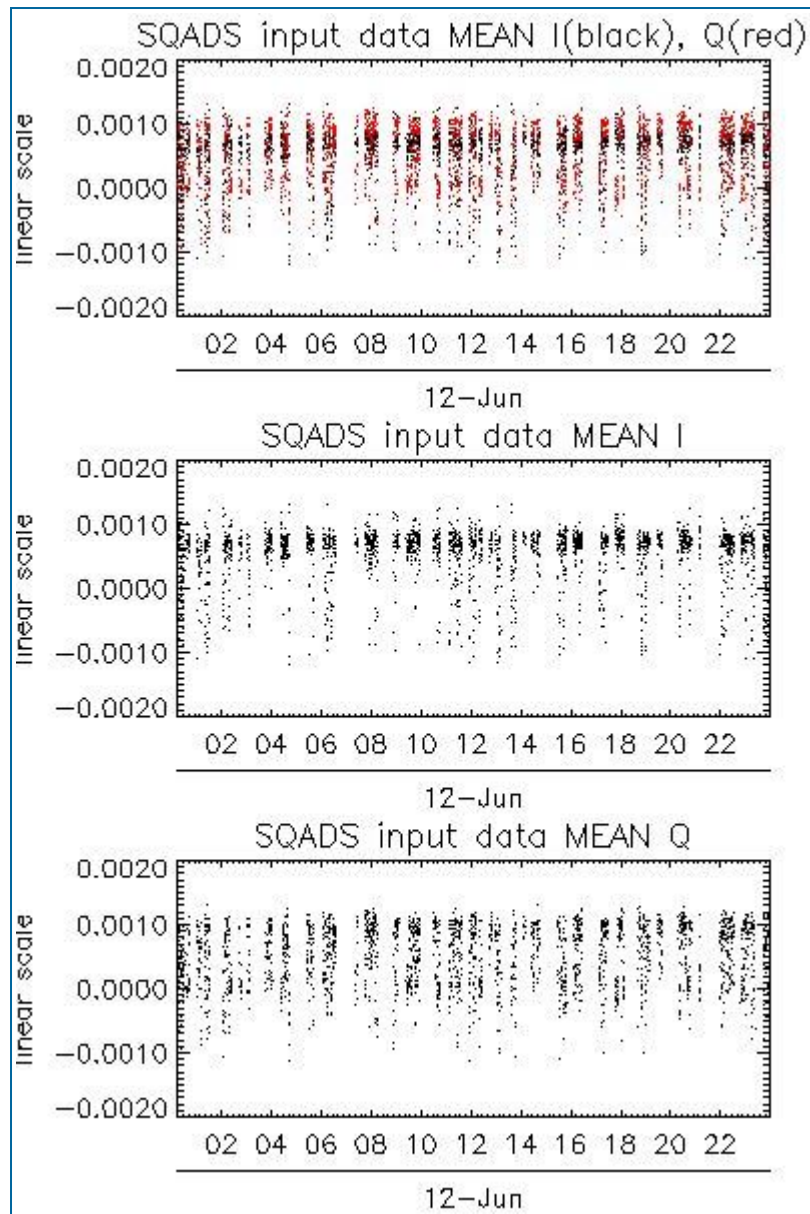 SQADS input data MEAN I(black), Q(red)
0.0020
0.0010
0.0000
−0.0010
−0.0020
linear scale
02 04 06 08 10 12 14 16 18 20 22
12−Jun
SQADS input data MEAN I
0.0020
0.0010
0.0000
−0.0010
−0.0020
linear scale
02 04 06 08 10 12 14 16 18 20 22
12−Jun
SQADS input data MEAN Q
0.0020
0.0010
0.0000
−0.0010
−0.0020
linear scale
02 04 06 08 10 12 14 16 18 20 22
12−Jun